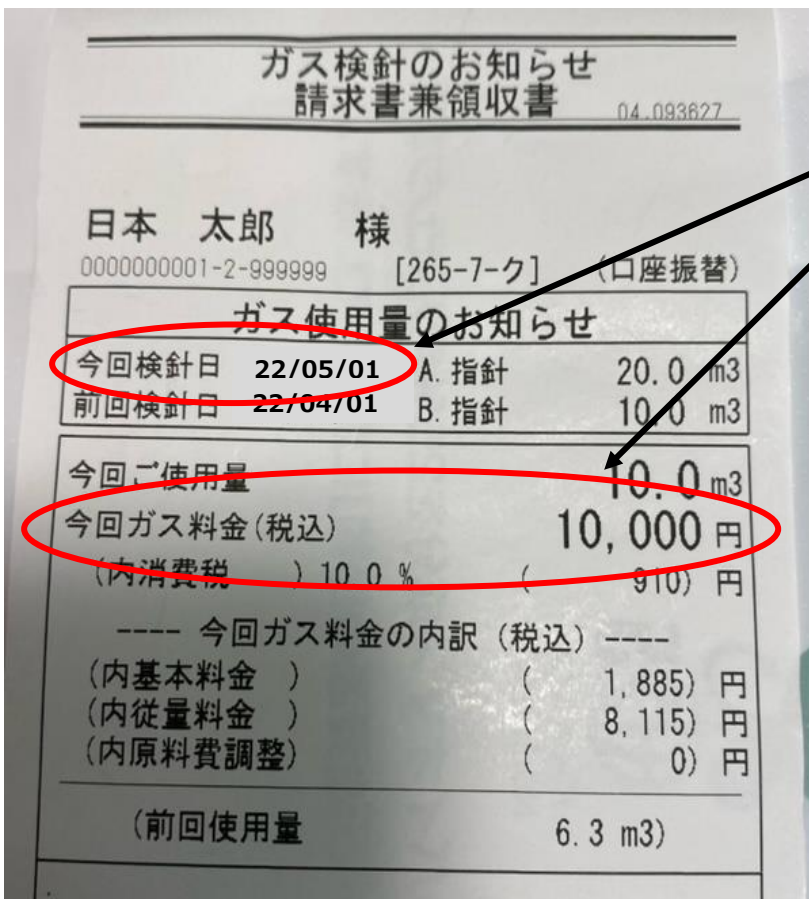 ガス検針のお知らせ
請求書兼領収書 04.093627
日本 太郎 様
0000000001-2-999999 [265-7-ク] (口座振替)
ガス使用量のお知らせ
今回検針日 22/05/01 A.指針 20.0 m3
前回検針日 22/04/01 B.指針 10.0 m3
今回ご使用量 10.0 m3
今回ガス料金(税込) 10,000 円
(内消費税 ) 10.0 % ( 910) 円
---- 今回ガス料金の内訳 (税込) ----
(内基本料金 ) ( 1,885) 円
(内従量料金 ) ( 8,115) 円
(内原料費調整) ( 0) 円
(前回使用量 6.3 m3)